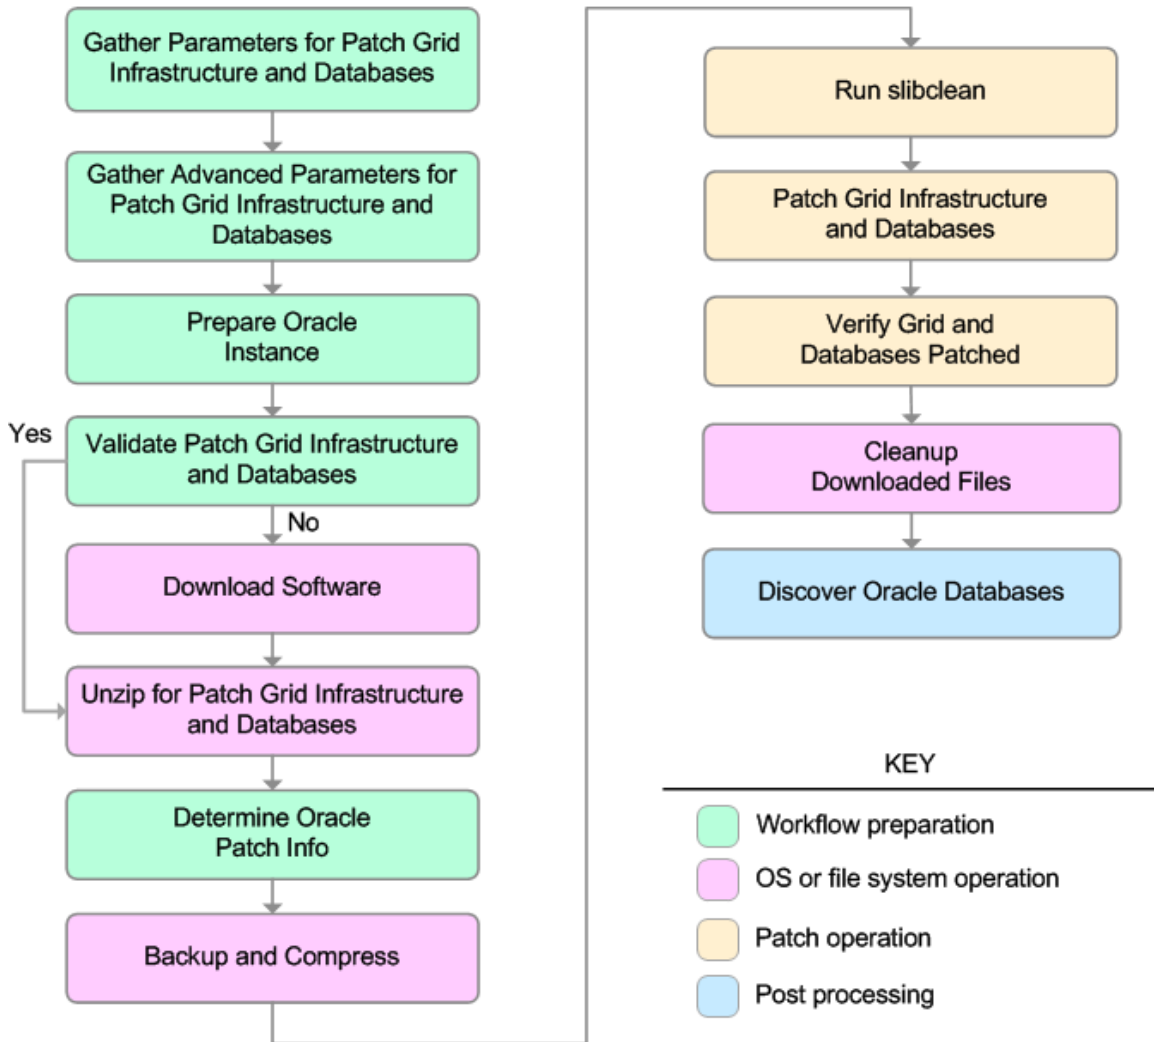 Gather Parameters for Patch Grid
Infrastructure and Databases
Gather Advanced Parameters for
Patch Grid Infrastructure and
Databases
Prepare Oracle
Instance
Yes
Validate Patch Grid Infrastructure
and Databases
No
Download Software
Unzip for Patch Grid Infrastructure
and Databases
Determine Oracle
Patch Info
Backup and Compress
Run slibclean
Patch Grid Infrastructure
and Databases
Verify Grid and
Databases Patched
Cleanup
Downloaded Files
Discover Oracle Databases
KEY
Workflow preparation
OS or file system operation
Patch operation
Post processing